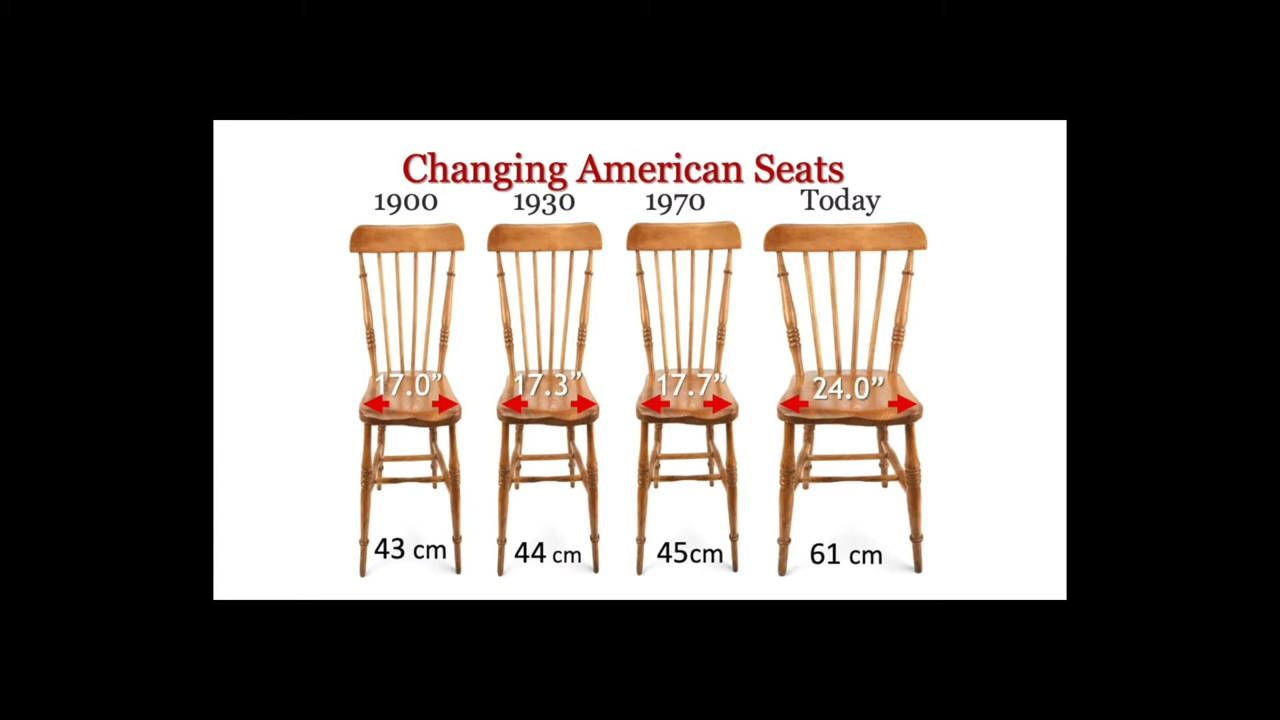 Changing American Seats
1900 1930 1970 Today
17.0” 17.3” 17.7” 24.0”
43 cm 44 cm 45cm 61 cm